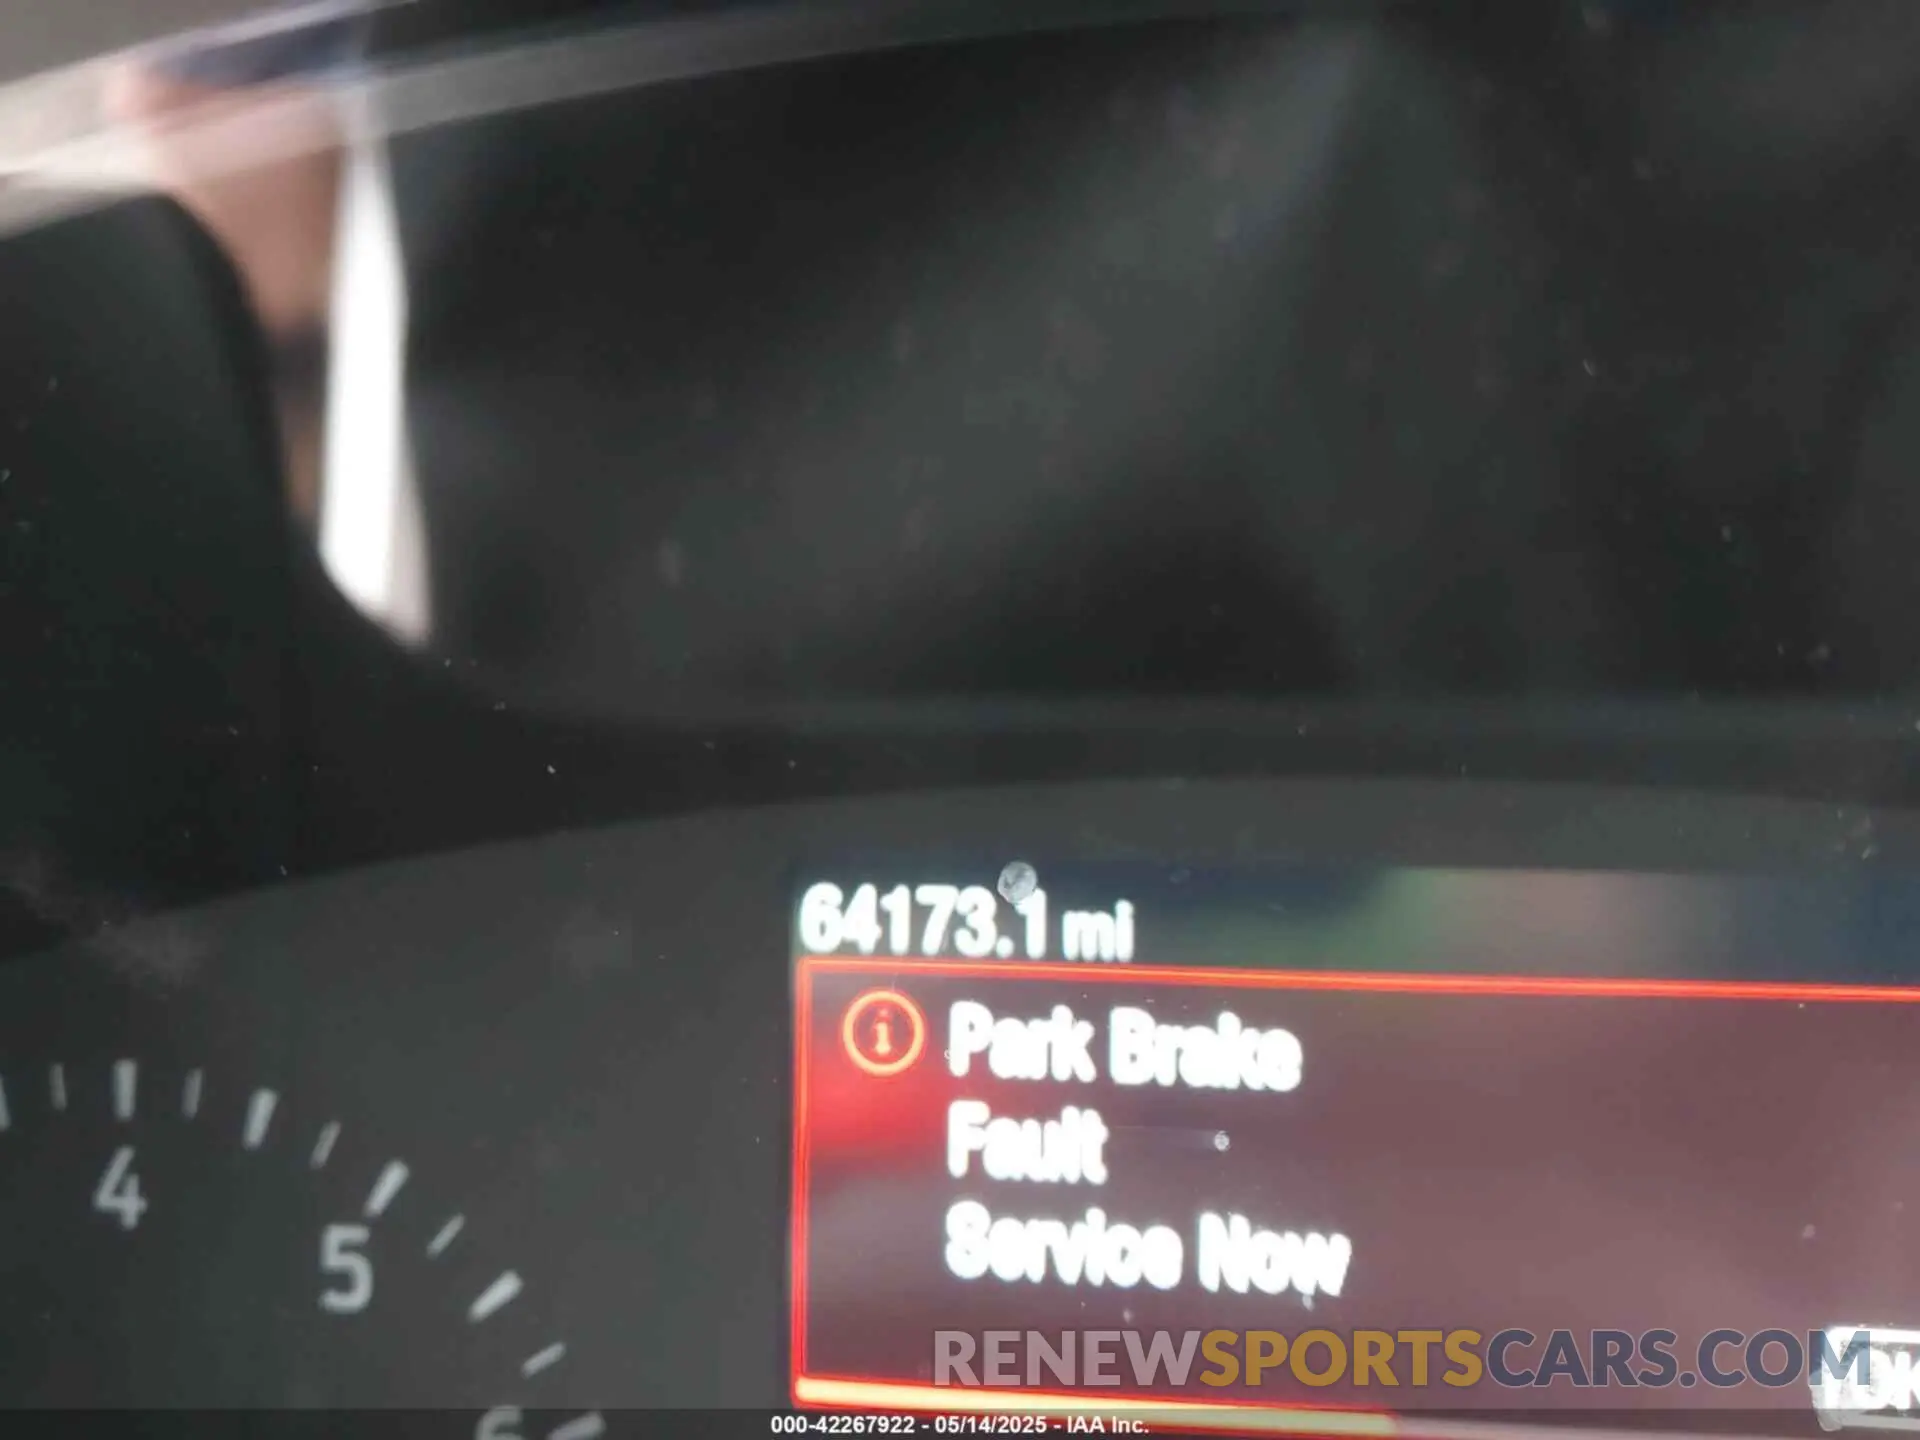 64173.1 mi
Park Brake
Fault
Service Now
4
5
6
RENEWSPORTSCARS.COM
000-42267922 - 05/14/2025 - IAA Inc.